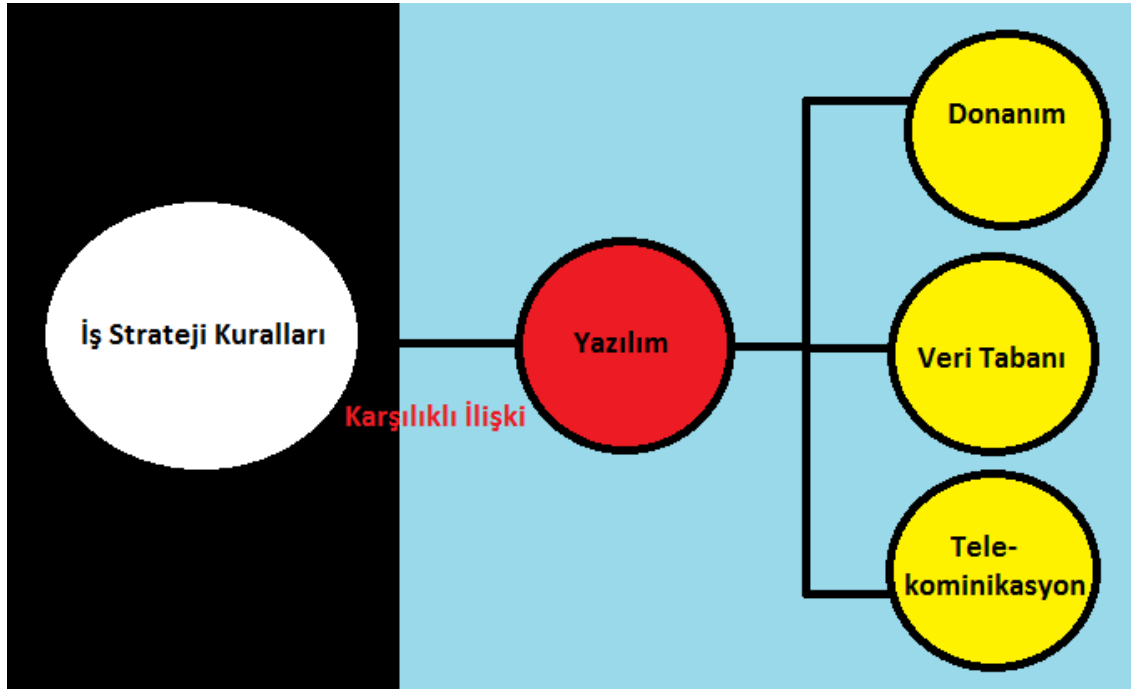 İş Strateji Kuralları
Karşılıklı İlişki
Yazılım
Donanım
Veri Tabanı
Tele-
kominikasyon